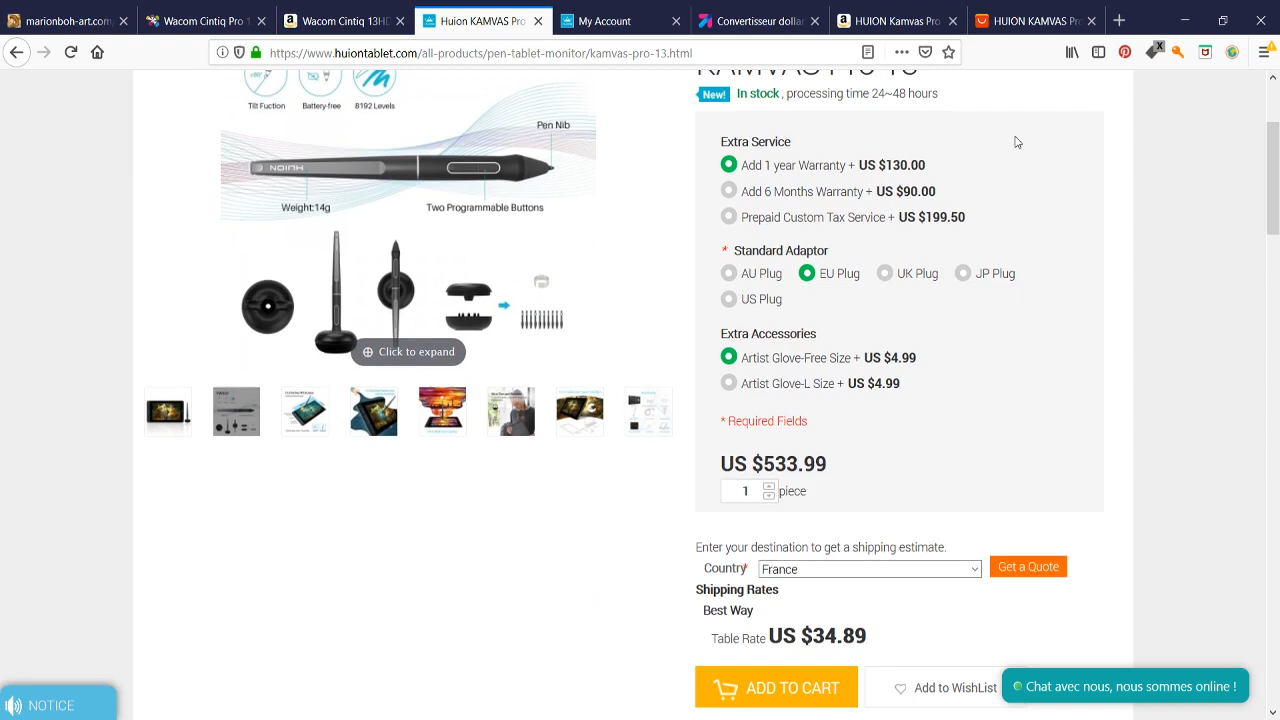 marionboh-art.com
Wacom Cintiq Pro 1
Wacom Cintiq 13HD
Huion KAMVAS Pro
My Account
Convertisseur dollar
HUION Kamvas Pro
HUION KAMVAS Pro
https://www.huiontablet.com/all-products/pen-tablet-monitor/kamvas-pro-13.html
KAMVAS Pro 13
New! In stock , processing time 24~48 hours
Tilt Fuction Battery-free 8192 Levels
Pen Nib
HUION
Weight:14g Two Programmable Buttons
Click to expand
Extra Service
Add 1 year Warranty + US $130.00
Add 6 Months Warranty + US $90.00
Prepaid Custom Tax Service + US $199.50
* Standard Adaptor
AU Plug EU Plug UK Plug JP Plug
US Plug
Extra Accessories
Artist Glove-Free Size + US $4.99
Artist Glove-L Size + US $4.99
* Required Fields
US $533.99
1 piece
Enter your destination to get a shipping estimate.
Country* France Get a Quote
Shipping Rates
Best Way
Table Rate US $34.89
ADD TO CART
Add to WishList
Chat avec nous, nous sommes online !
NOTICE